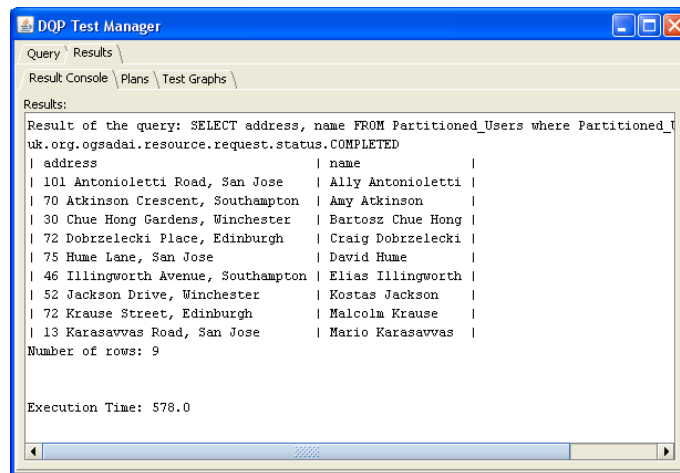 DQP Test Manager
Query Results
Result Console Plans Test Graphs
Results:
Result of the query: SELECT address, name FROM Partitioned_Users where Partitioned_U
uk.org.ogsadai.resource.request.status.COMPLETED
| address | name |
| 101 Antonioletti Road, San Jose | Ally Antonioletti |
| 70 Atkinson Crescent, Southampton | Amy Atkinson |
| 30 Chue Hong Gardens, Winchester | Bartosz Chue Hong |
| 72 Dobrzelecki Place, Edinburgh | Craig Dobrzelecki |
| 75 Hume Lane, San Jose | David Hume |
| 46 Illingworth Avenue, Southampton | Elias Illingworth |
| 52 Jackson Drive, Winchester | Kostas Jackson |
| 72 Krause Street, Edinburgh | Malcolm Krause |
| 13 Karasavvas Road, San Jose | Mario Karasavvas |
Number of rows: 9
Execution Time: 578.0